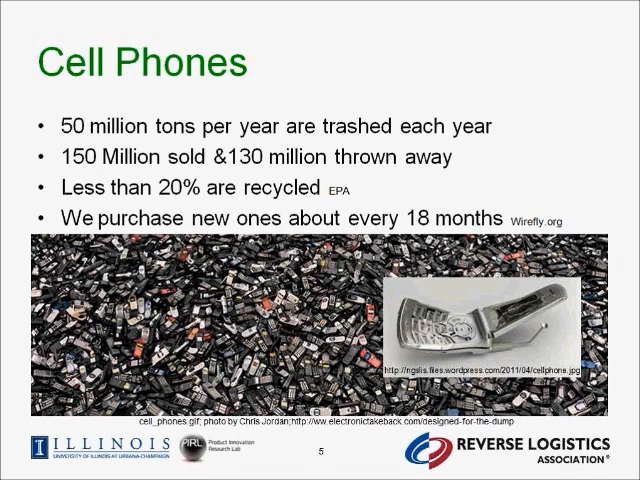 Cell Phones
• 50 million tons per year are trashed each year
• 150 Million sold &130 million thrown away
• Less than 20% are recycled EPA
• We purchase new ones about every 18 months Wirefly.org
http://ngslis.files.wordpress.com/2011/04/cellphone.jpg
cell_phones.gif; photo by Chris Jordan;http://ww.electronictakeback.com/designed-for-the-dump
I ILLINOIS
UNIVERSITY OF ILLINOIS AT URBANA-CHAMPAIGN
PIRL Product Innovation
Research Lab
5
REVERSE LOGISTICS
ASSOCIATION®